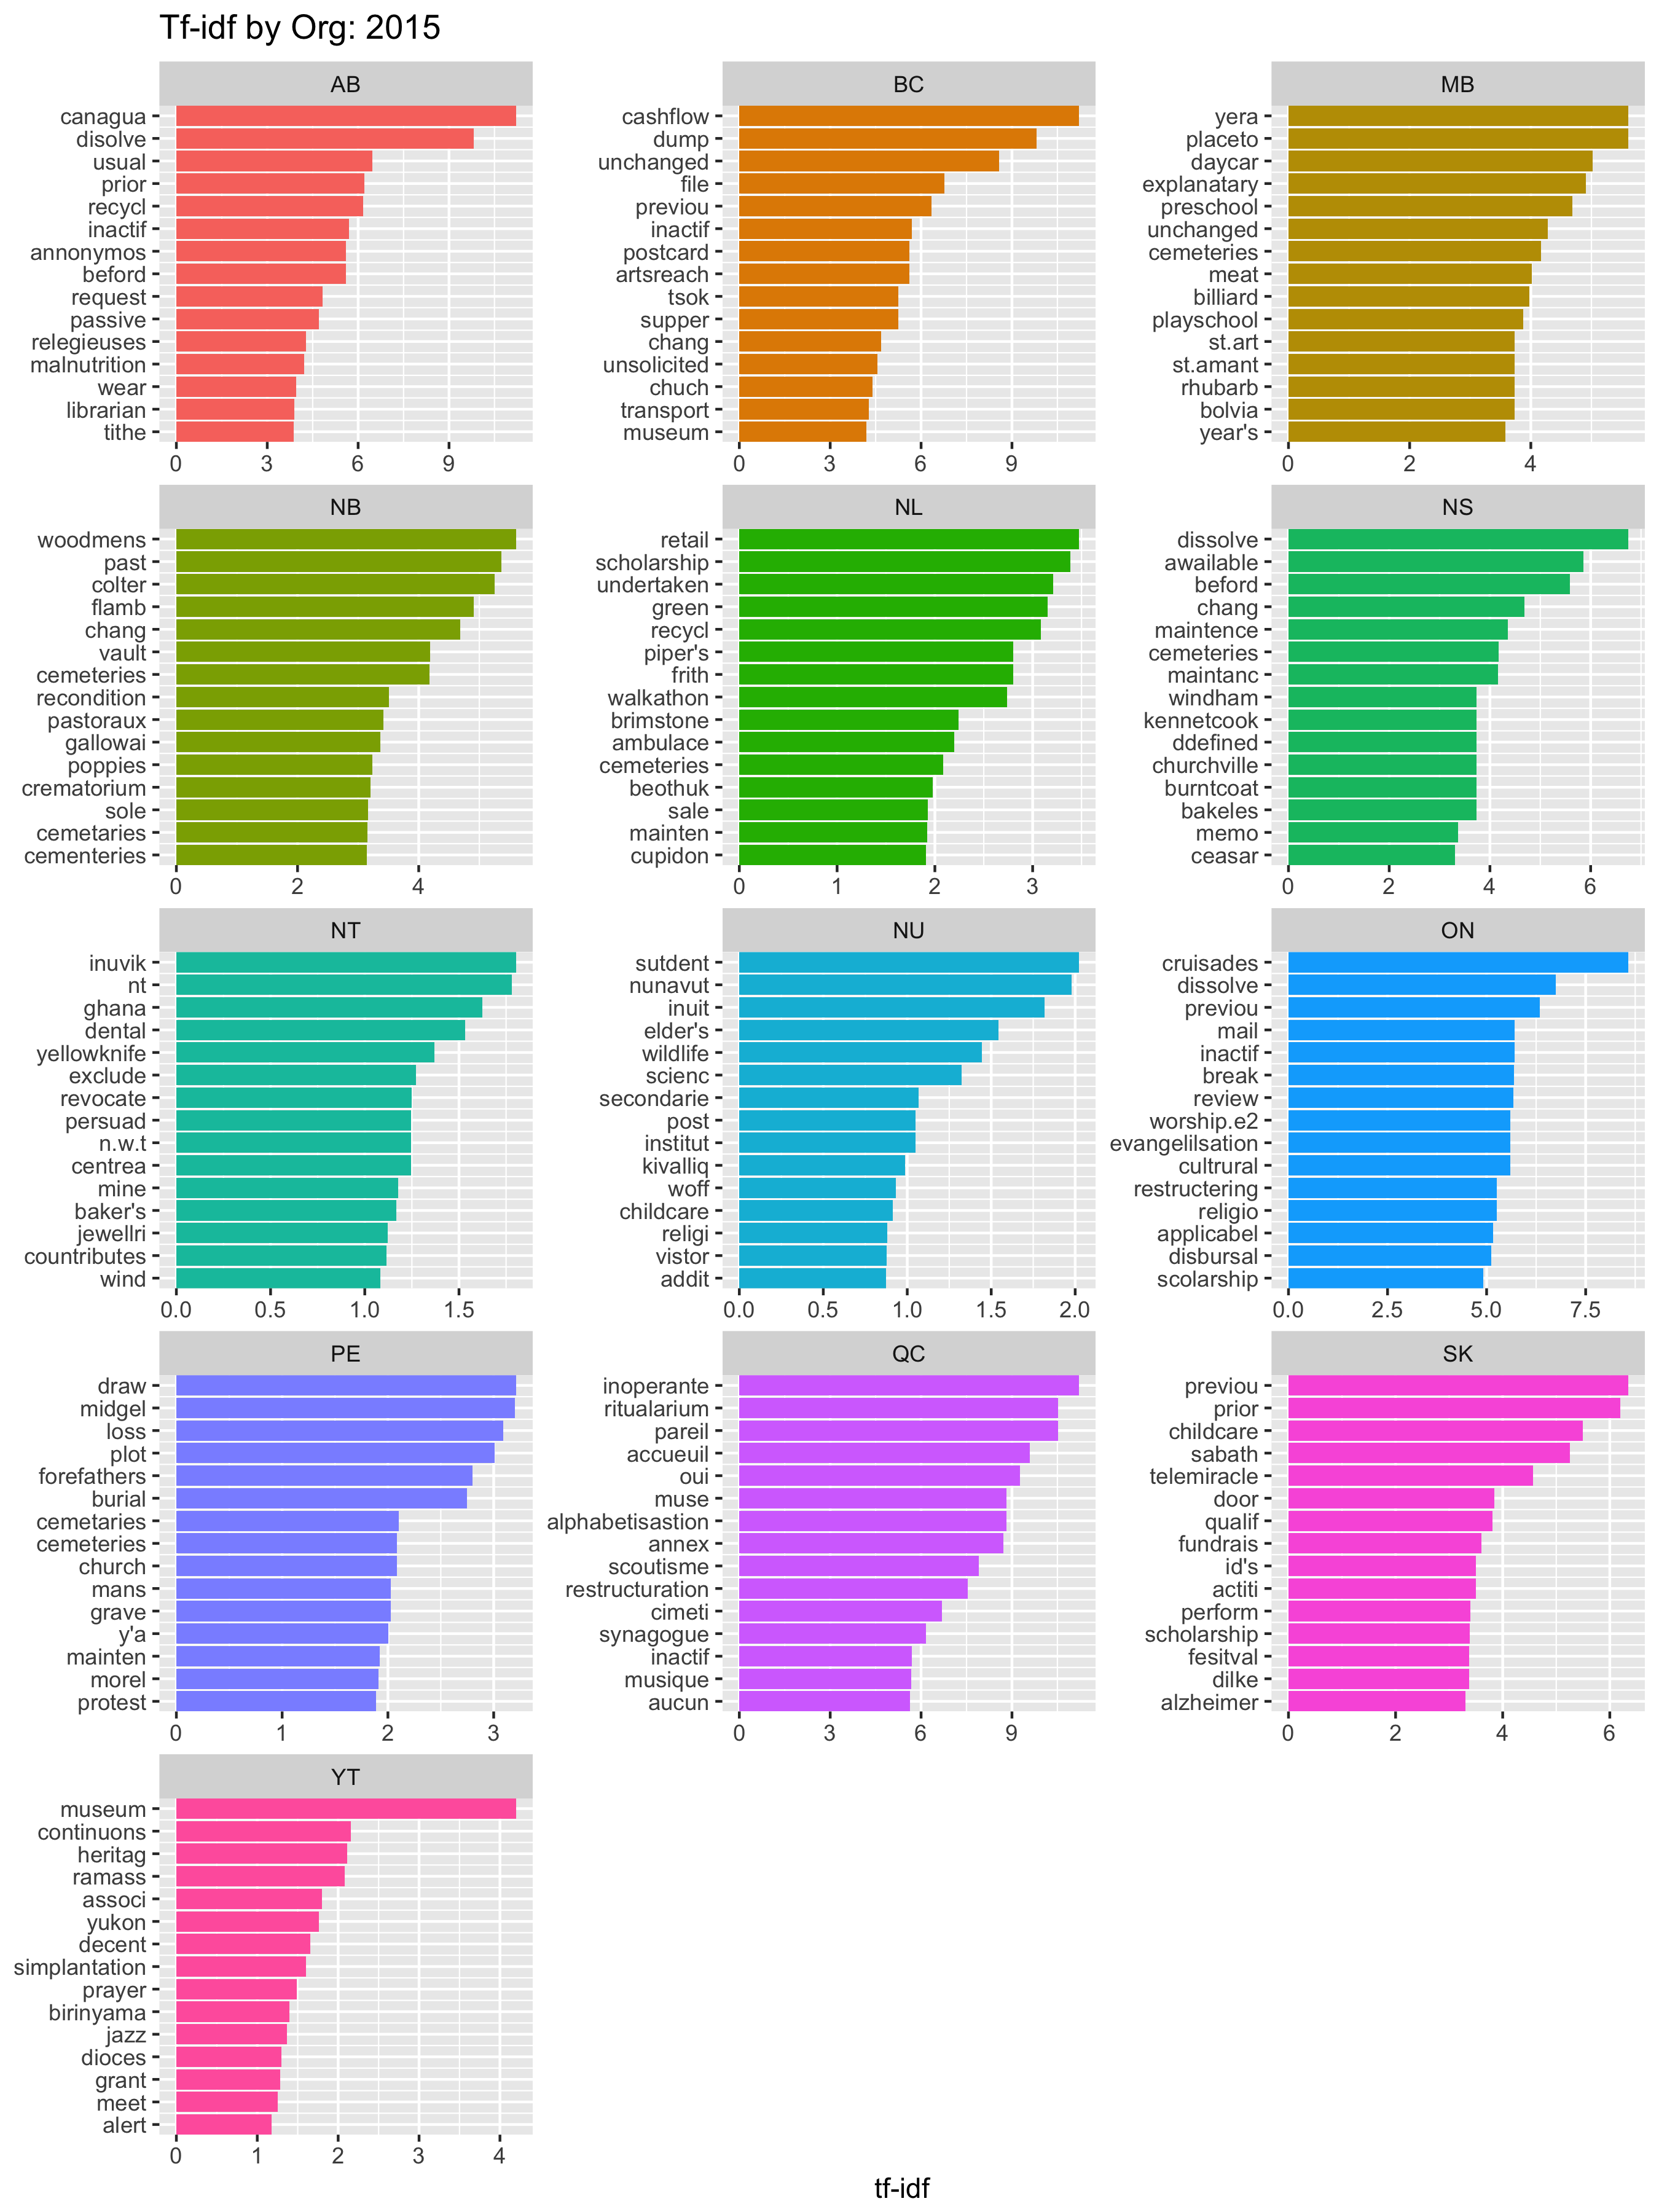 Tf-idf by Org: 2015
AB
canagua
disolve
usual
prior
recycl
inactif
annonymos
beford
request
passive
relegieuses
malnutrition
wear
librarian
tithe
0 3 6 9
BC
cashflow
dump
unchanged
file
previou
inactif
postcard
artsreach
tsok
supper
chang
unsolicited
chuch
transport
museum
0 3 6 9
MB
yera
placeto
daycar
explanatary
preschool
unchanged
cemeteries
meat
billiard
playschool
st.art
st.amant
rhubarb
bolvia
year's
0 2 4
NB
woodmens
past
colter
flamb
chang
vault
cemeteries
recondition
pastoraux
gallowai
poppies
crematorium
sole
cemetaries
cementeries
0 2 4
NL
retail
scholarship
undertaken
green
recycl
piper's
frith
walkathon
brimstone
ambulace
cemeteries
beothuk
sale
mainten
cupidon
0 1 2 3
NS
dissolve
awailable
beford
chang
maintence
cemeteries
maintanc
windham
kennetcook
ddefined
churchville
burntcoat
bakeles
memo
ceasar
0 2 4 6
NT
inuvik
nt
ghana
dental
yellowknife
exclude
revocate
persuad
n.w.t
centrea
mine
baker's
jewellri
countributes
wind
0.0 0.5 1.0 1.5
NU
sutdent
nunavut
inuit
elder's
wildlife
scienc
secondarie
post
institut
kivalliq
woff
childcare
religi
vistor
addit
0.0 0.5 1.0 1.5 2.0
ON
cruisades
dissolve
previou
mail
inactif
break
review
worship.e2
evangelilsation
cultrural
restructering
religio
applicabel
disbursal
scolarship
0.0 2.5 5.0 7.5
PE
draw
midgel
loss
plot
forefathers
burial
cemetaries
cemeteries
church
mans
grave
y'a
mainten
morel
protest
0 1 2 3
QC
inoperante
ritualarium
pareil
accueuil
oui
muse
alphabetisastion
annex
scoutisme
restructuration
cimeti
synagogue
inactif
musique
aucun
0 3 6 9
SK
previou
prior
childcare
sabath
telemiracle
door
qualif
fundrais
id's
actiti
perform
scholarship
fesitval
dilke
alzheimer
0 2 4 6
YT
museum
continuons
heritag
ramass
associ
yukon
decent
simplantation
prayer
birinyama
jazz
dioces
grant
meet
alert
0 1 2 3 4
tf-idf